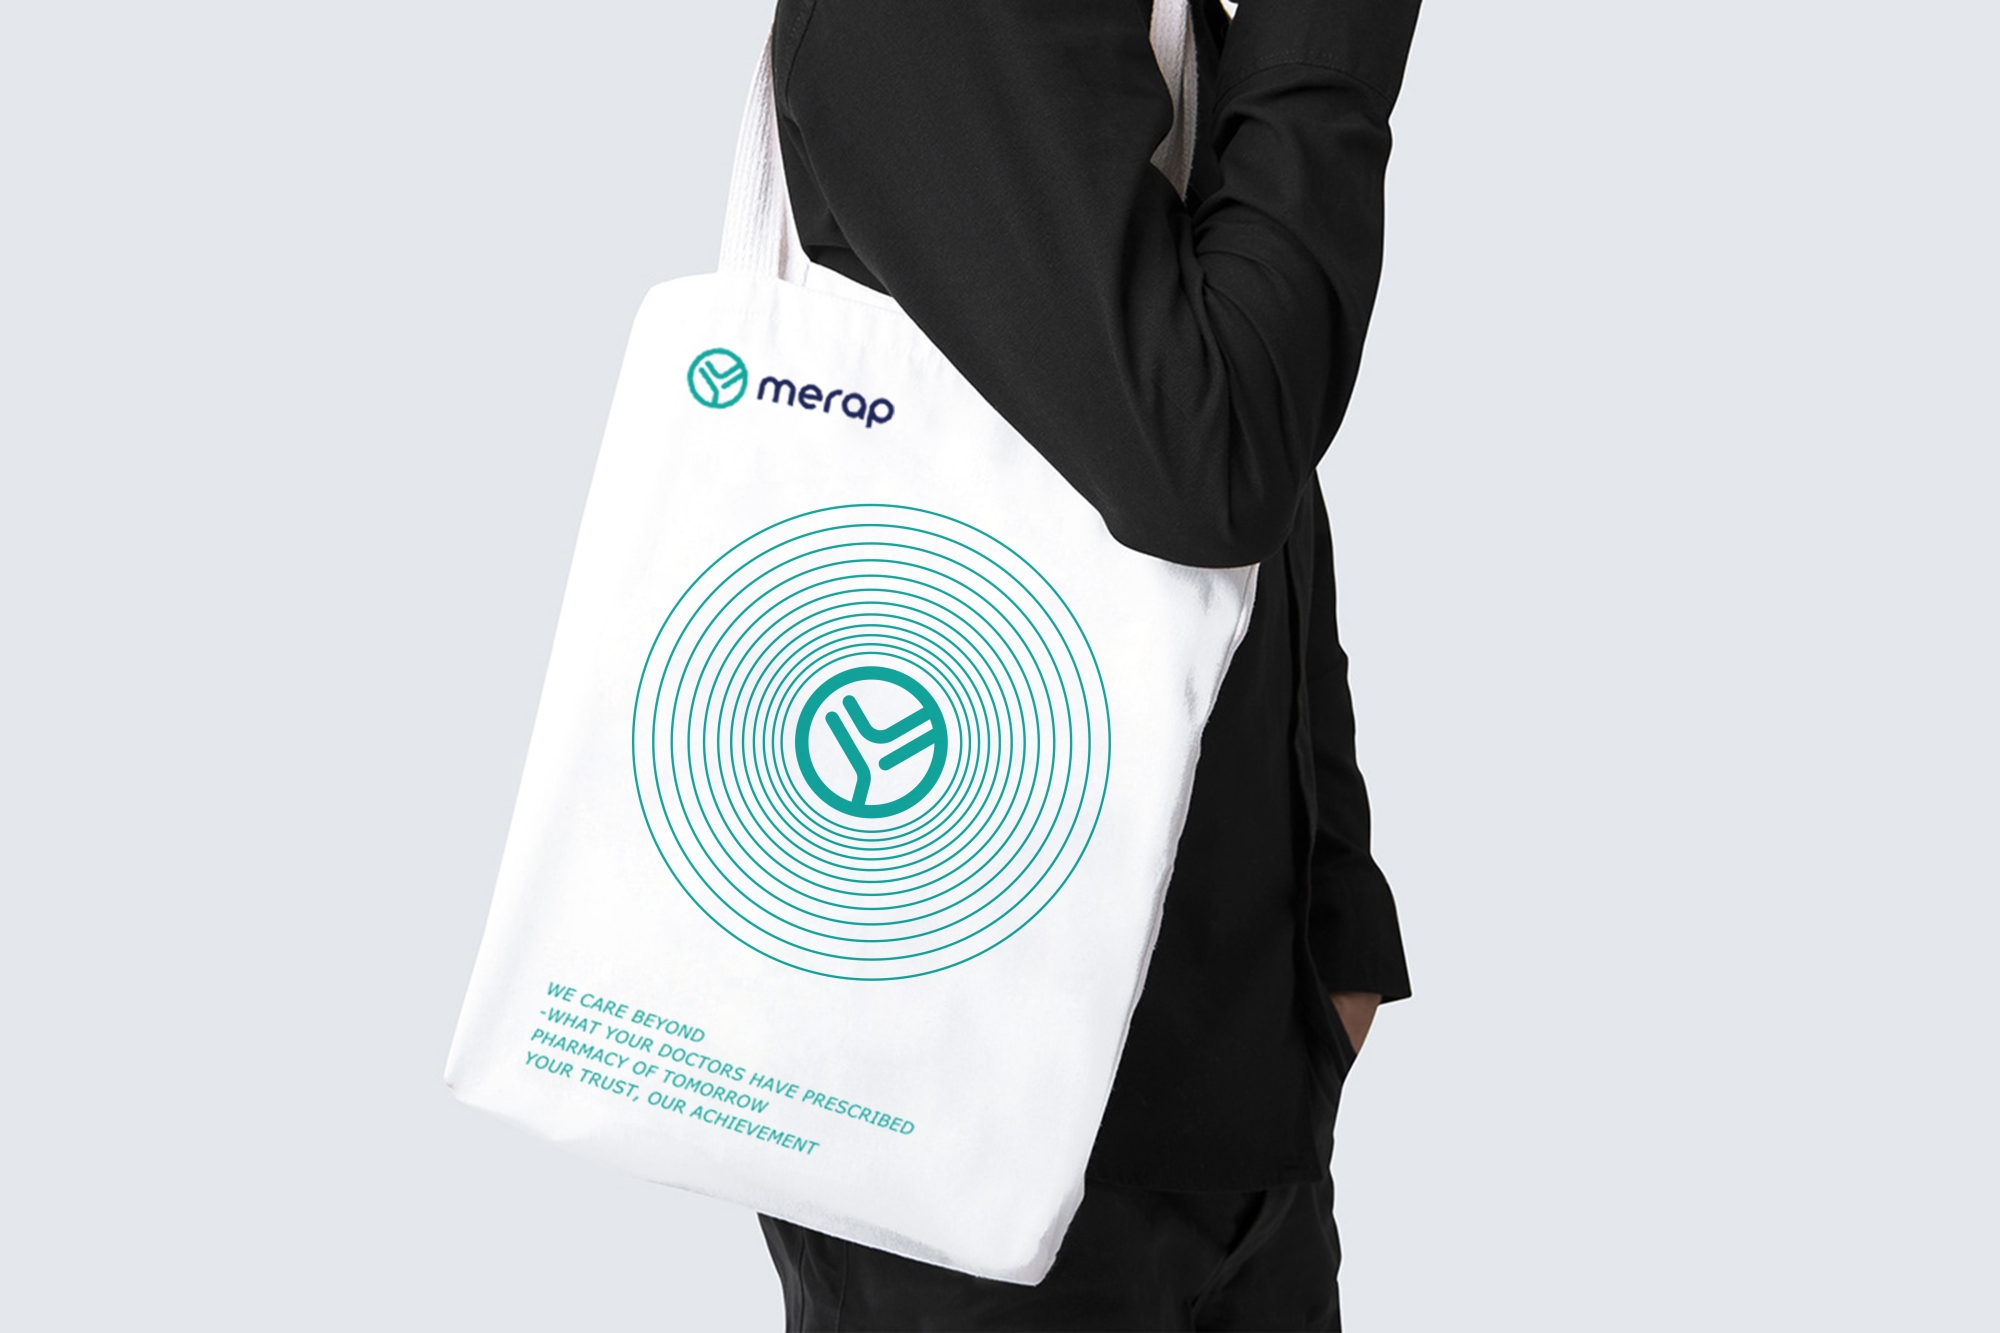 merap
WE CARE BEYOND
-WHAT YOUR DOCTORS HAVE PRESCRIBED
PHARMACY OF TOMORROW
YOUR TRUST, OUR ACHIEVEMENT